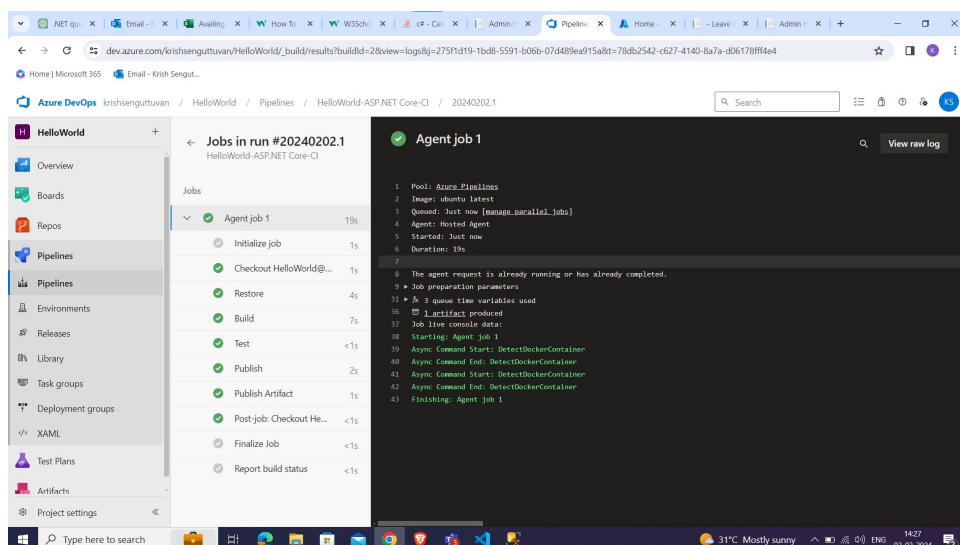 .NET que
Email - K
Availing
How To
W3Scho
c# - Ca
Admin H
Pipeline
Home -
- Leave
Admin H
dev.azure.com/krishsenguttuvan/HelloWorld/_build/results?buildId=2&view=logs&j=275f1d19-1bd8-5591-b06b-07d489ea915a&t=78db2542-c627-4140-8a7a-d06178fff4e4
K
Home | Microsoft 365
Email - Krish Sengut...
Azure DevOps krishsenguttuvan / HelloWorld / Pipelines / HelloWorld-ASP.NET Core-CI / 20240202.1
Search
KS
H HelloWorld +
Overview
Boards
Repos
Pipelines
Pipelines
Environments
Releases
Library
Task groups
Deployment groups
XAML
Test Plans
Artifacts
Project settings
Jobs in run #20240202.1
HelloWorld-ASP.NET Core-CI
Jobs
Agent job 1 19s
Initialize job 1s
Checkout HelloWorld@... 1s
Restore 4s
Build 7s
Test <1s
Publish 2s
Publish Artifact 1s
Post-job: Checkout He... <1s
Finalize Job <1s
Report build status <1s
Agent job 1
View raw log
1 Pool: Azure Pipelines
2 Image: ubuntu latest
3 Queued: Just now [manage parallel jobs]
4 Agent: Hosted Agent
5 Started: Just now
6 Duration: 19s
7
8 The agent request is already running or has already completed.
9 Job preparation parameters
31 fx 3 queue time variables used
36 1 artifact produced
37 Job live console data:
38 Starting: Agent job 1
39 Async Command Start: DetectDockerContainer
40 Async Command End: DetectDockerContainer
41 Async Command Start: DetectDockerContainer
42 Async Command End: DetectDockerContainer
43 Finishing: Agent job 1
Type here to search
31°C Mostly sunny
ENG
14:27
02-02-2024